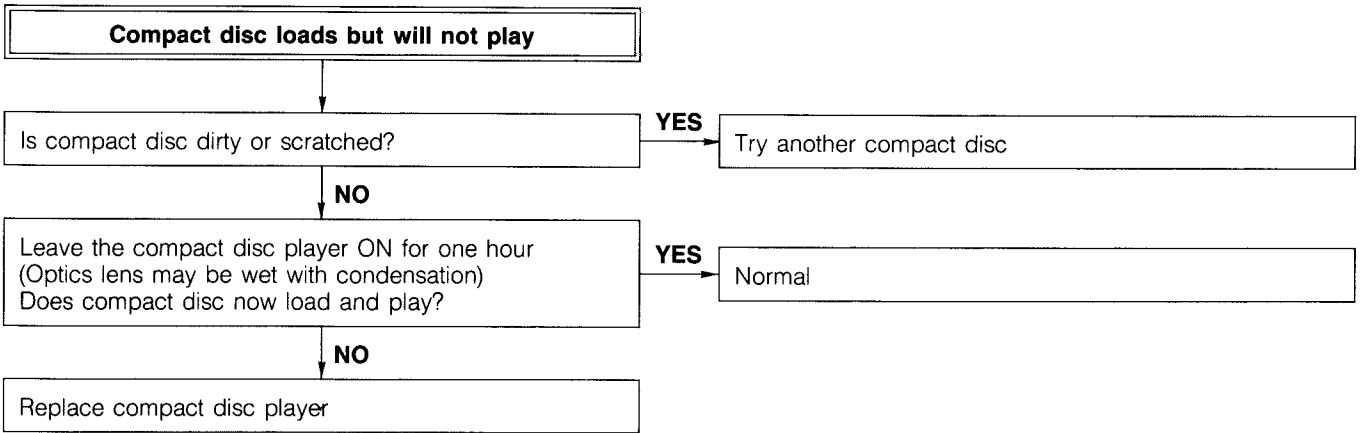 Compact disc loads but will not play
Is compact disc dirty or scratched?
YES
Try another compact disc
NO
Leave the compact disc player ON for one hour
(Optics lens may be wet with condensation)
Does compact disc now load and play?
YES
Normal
NO
Replace compact disc player